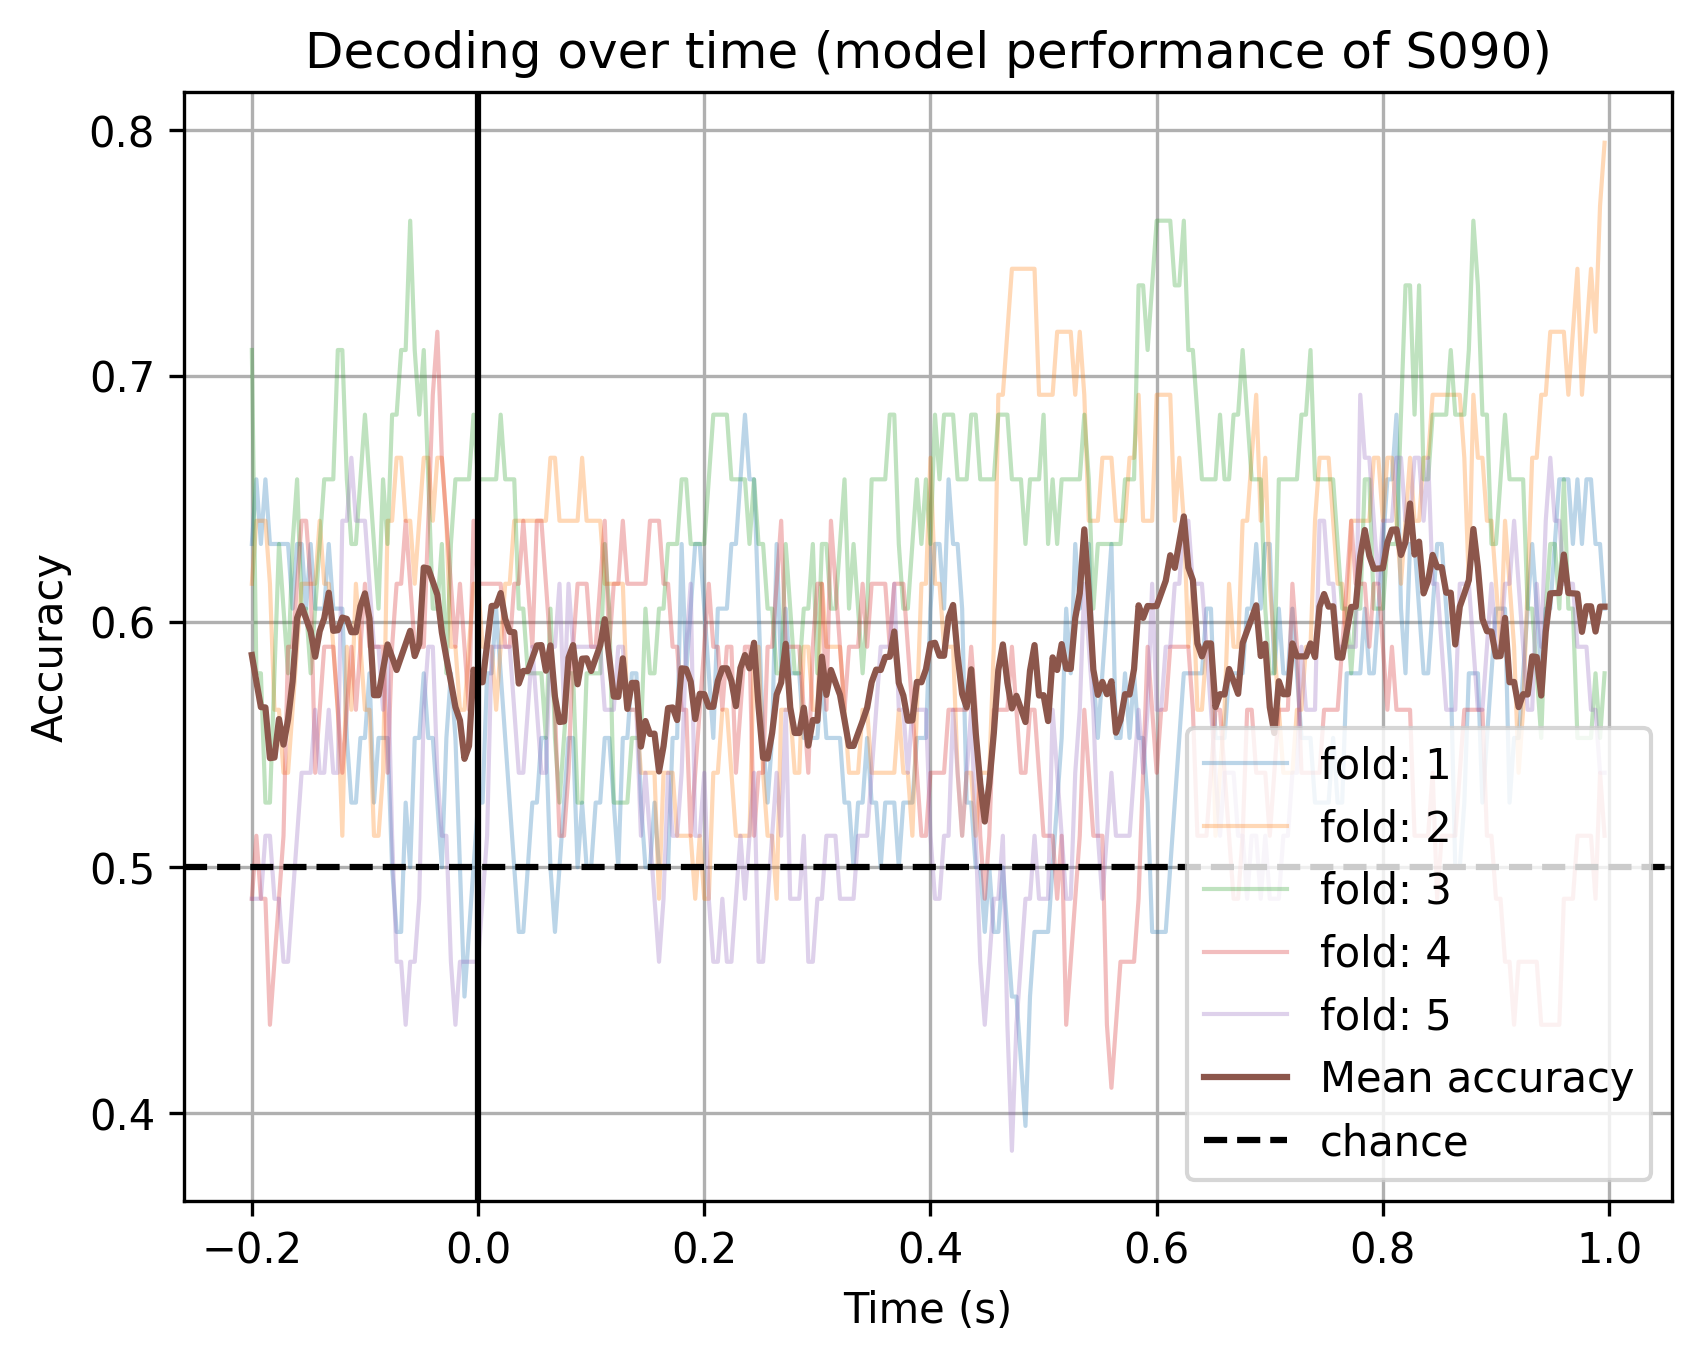 Decoding over time (model performance of S090)
0.8
0.7
0.6
0.5
0.4
Accuracy
−0.2
0.0
0.2
0.4
0.6
0.8
1.0
Time (s)
fold: 1
fold: 2
fold: 3
fold: 4
fold: 5
Mean accuracy
chance